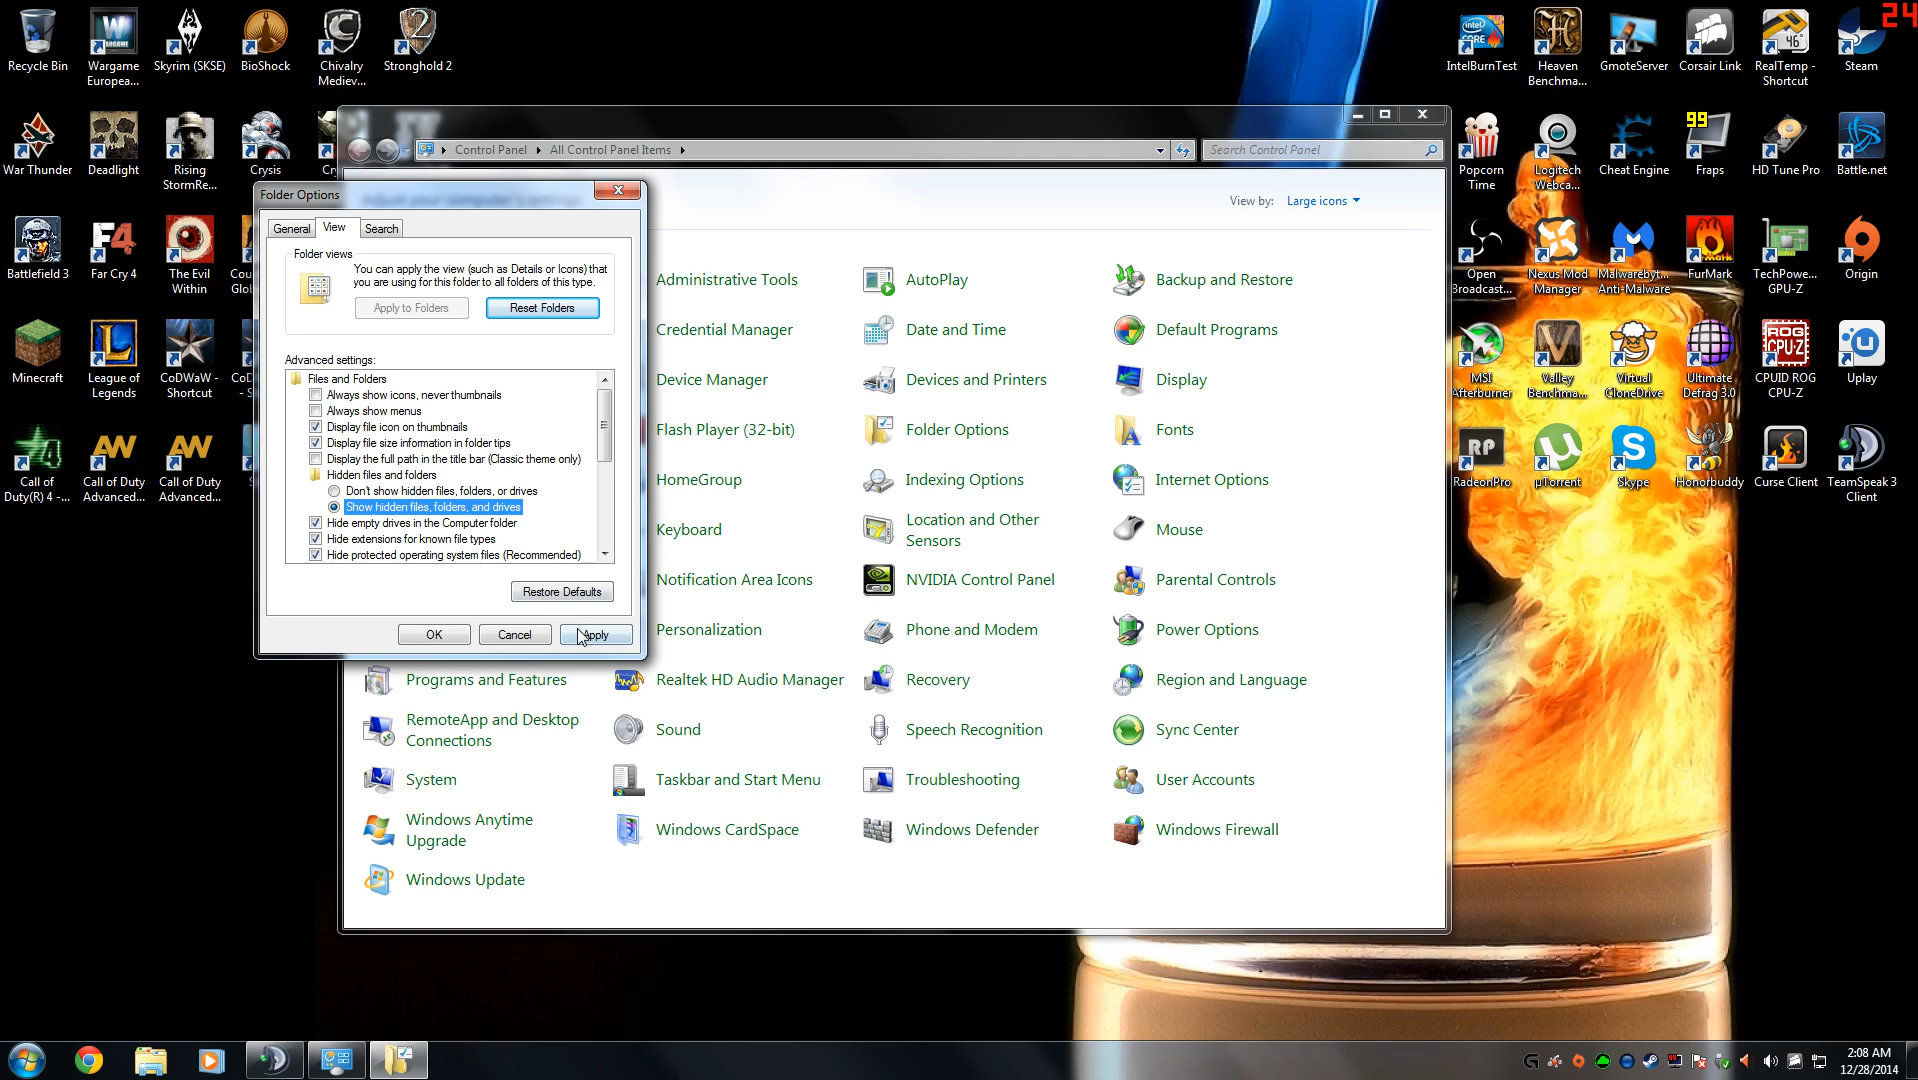 Recycle Bin
Wargame
Europea...
Skyrim (SKSE)
BioShock
Chivalry
Mediev...
Stronghold 2
War Thunder
Deadlight
Rising
StormRe...
Crysis
Cry
Battlefield 3
Far Cry 4
The Evil
Within
Cou
Glob
Minecraft
League of
Legends
CoDWaW -
Shortcut
CoD
- S
Call of
Duty(R) 4 -...
Call of Duty
Advanced...
Call of Duty
Advanced...
IntelBurnTest
Heaven
Benchma...
GmoteServer
Corsair Link
RealTemp -
Shortcut
Steam
24
Popcorn
Time
Logitech
Webca...
Cheat Engine
99
Fraps
HD Tune Pro
Battle.net
Open
Broadcast...
Nexus Mod
Manager
Malwarebyt...
Anti-Malware
FurMark
TechPowe...
GPU-Z
Origin
MSI
Afterburner
Valley
Benchma...
Virtual
CloneDrive
Ultimate
Defrag 3.0
CPUID ROG
CPU-Z
Uplay
RadeonPro
µTorrent
Skype
Honorbuddy
Curse Client
TeamSpeak 3
Client
Control Panel
All Control Panel Items
Search Control Panel
View by: Large icons
Administrative Tools
AutoPlay
Backup and Restore
Credential Manager
Date and Time
Default Programs
Device Manager
Devices and Printers
Display
Flash Player (32-bit)
Folder Options
Fonts
HomeGroup
Indexing Options
Internet Options
Keyboard
Location and Other
Sensors
Mouse
Notification Area Icons
NVIDIA Control Panel
Parental Controls
Personalization
Phone and Modem
Power Options
Programs and Features
Realtek HD Audio Manager
Recovery
Region and Language
RemoteApp and Desktop
Connections
Sound
Speech Recognition
Sync Center
System
Taskbar and Start Menu
Troubleshooting
User Accounts
Windows Anytime
Upgrade
Windows CardSpace
Windows Defender
Windows Firewall
Windows Update
Folder Options
General
View
Search
Folder views
You can apply the view (such as Details or Icons) that
you are using for this folder to all folders of this type.
Apply to Folders
Reset Folders
Advanced settings:
Files and Folders
Always show icons, never thumbnails
Always show menus
Display file icon on thumbnails
Display file size information in folder tips
Display the full path in the title bar (Classic theme only)
Hidden files and folders
Don't show hidden files, folders, or drives
Show hidden files, folders, and drives
Hide empty drives in the Computer folder
Hide extensions for known file types
Hide protected operating system files (Recommended)
Restore Defaults
OK
Cancel
Apply
2:08 AM
12/28/2014